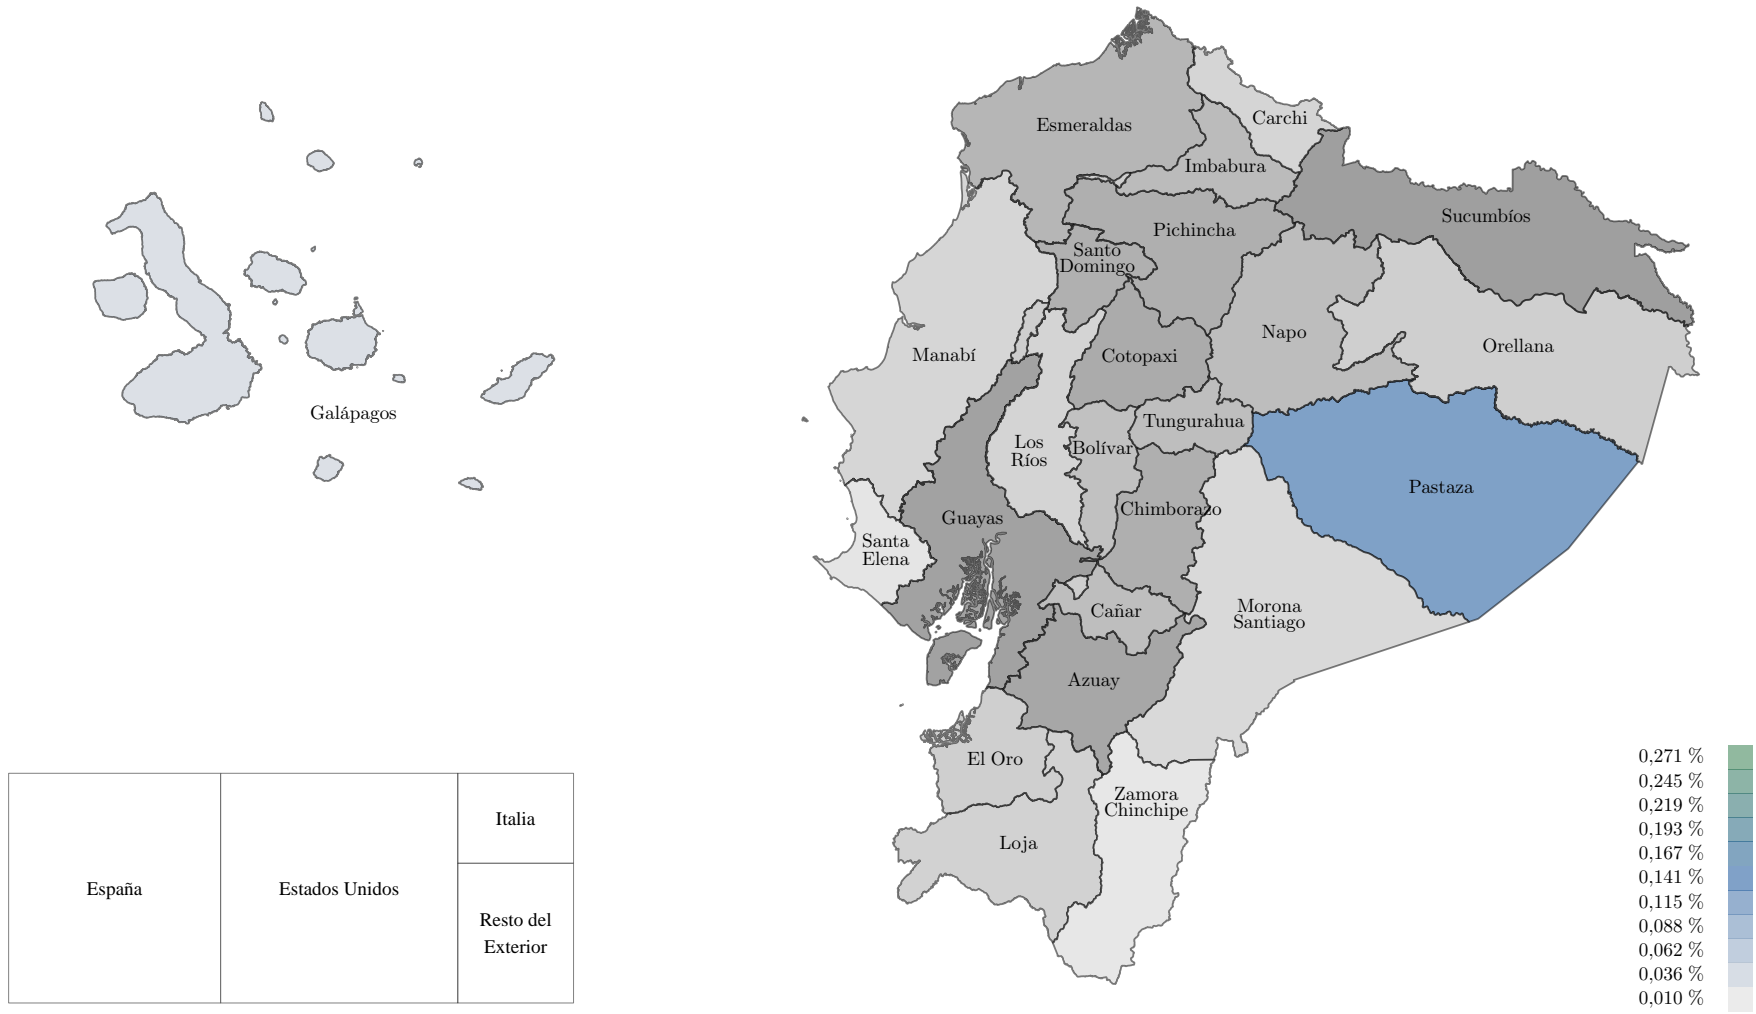 Esmeraldas
Carchi
Imbabura
Sucumbíos
Pichincha
Santo
Domingo
Napo
Orellana
Manabí
Cotopaxi
Galápagos
Tungurahua
Los
Ríos
Bolívar
Pastaza
Chimborazo
Guayas
Santa
Elena
Cañar
Morona
Santiago
Azuay
El Oro
Zamora
Chinchipe
Loja
España
Estados Unidos
Italia
Resto del
Exterior
0,271 %
0,245 %
0,219 %
0,193 %
0,167 %
0,141 %
0,115 %
0,088 %
0,062 %
0,036 %
0,010 %